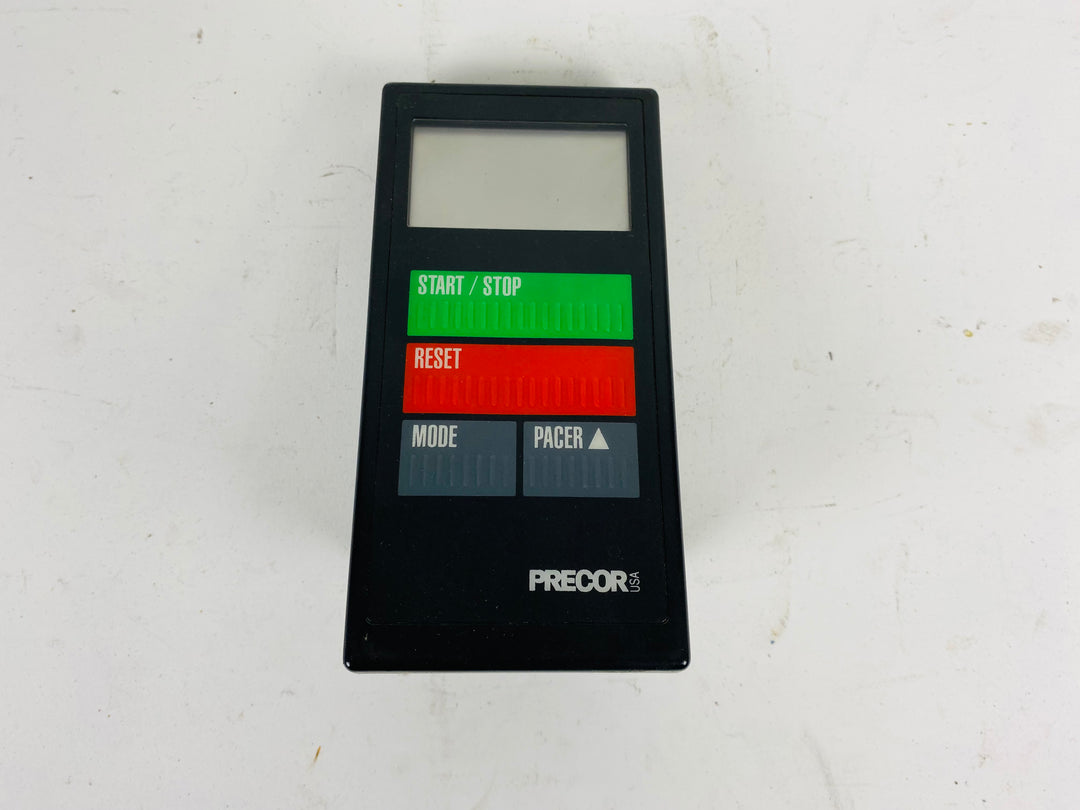 START / STOP
RESET
MODE
PACER ▲
PRECOR USA